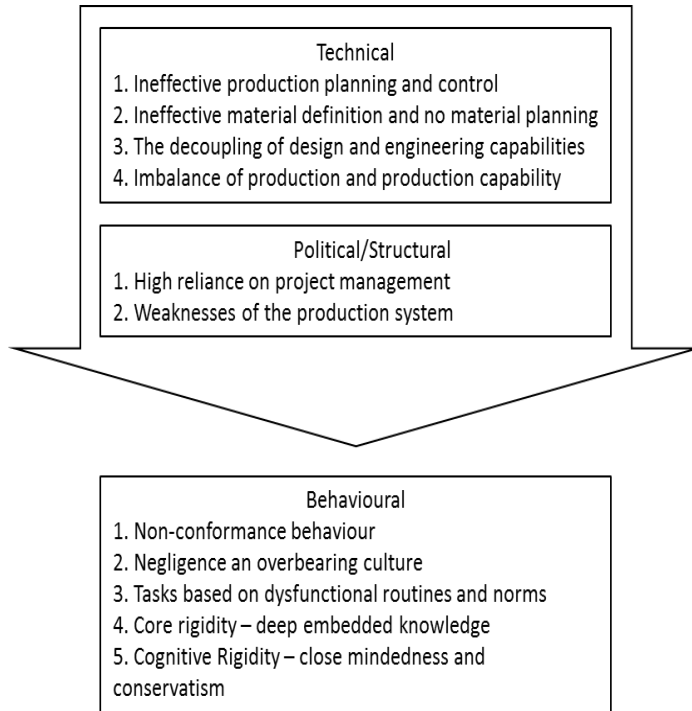 Technical
1. Ineffective production planning and control
2. Ineffective material definition and no material planning
3. The decoupling of design and engineering capabilities
4. Imbalance of production and production capability
Political/Structural
1. High reliance on project management
2. Weaknesses of the production system
Behavioural
1. Non-conformance behaviour
2. Negligence an overbearing culture
3. Tasks based on dysfunctional routines and norms
4. Core rigidity – deep embedded knowledge
5. Cognitive Rigidity – close mindedness and
conservatism